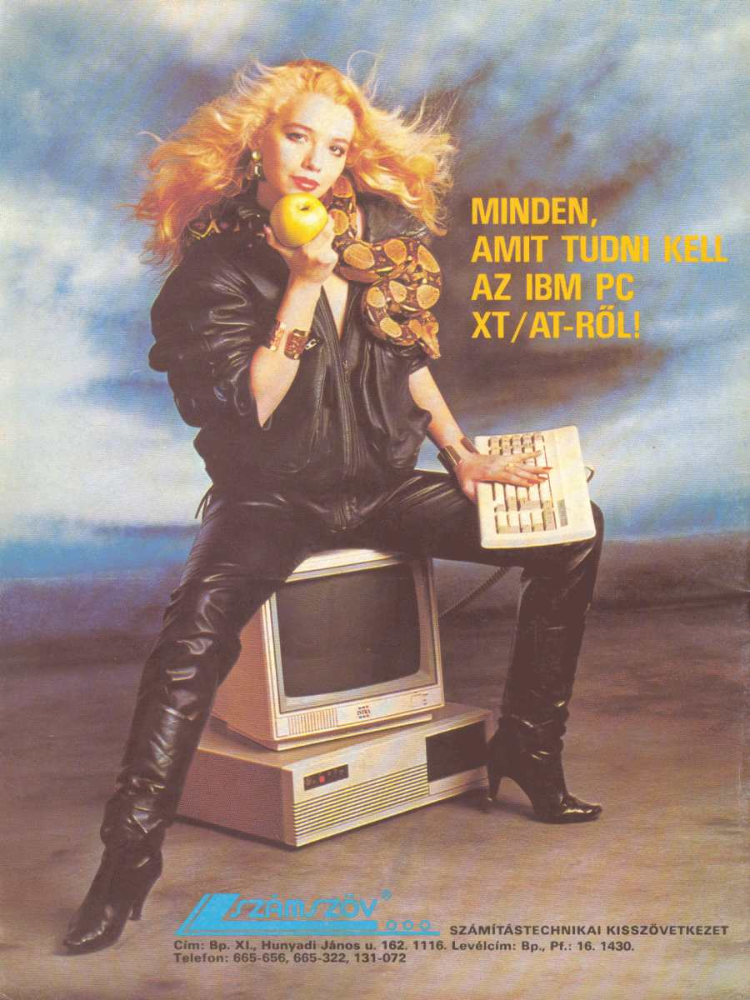 MINDEN,
AMIT TUDNI KELL
AZ IBM PC
XT/AT-RŐL!
SZÁMSZÖV®
SZÁMÍTÁSTECHNIKAI KISSZÖVETKEZET
Cím: Bp. XI., Hunyadi János u. 162. 1116. Levélcím: Bp., Pf.: 16. 1430.
Telefon: 665-656, 665-322, 131-072